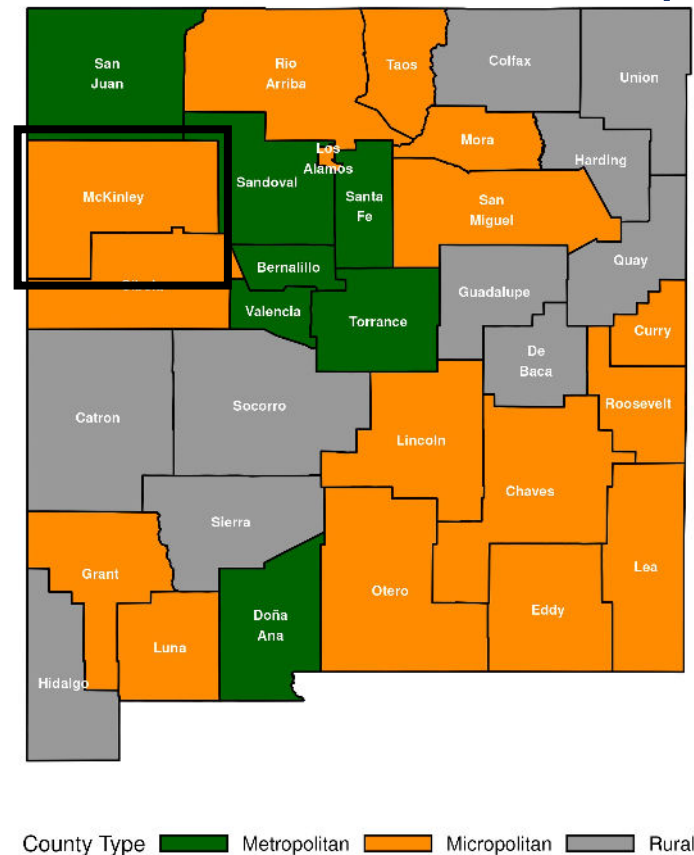 San
Juan
Rio
Arriba
Taos
Colfax
Union
Mora
Harding
Los
Alamos
McKinley
Sandoval
Santa
Fe
San
Miguel
Quay
Bernalillo
Guadalupe
Valencia
Torrance
Curry
De
Baca
Roosevelt
Catron
Socorro
Lincoln
Chaves
Sierra
Grant
Lea
Otero
Eddy
Doña
Ana
Luna
Hidalgo
County Type Metropolitan Micropolitan Rural